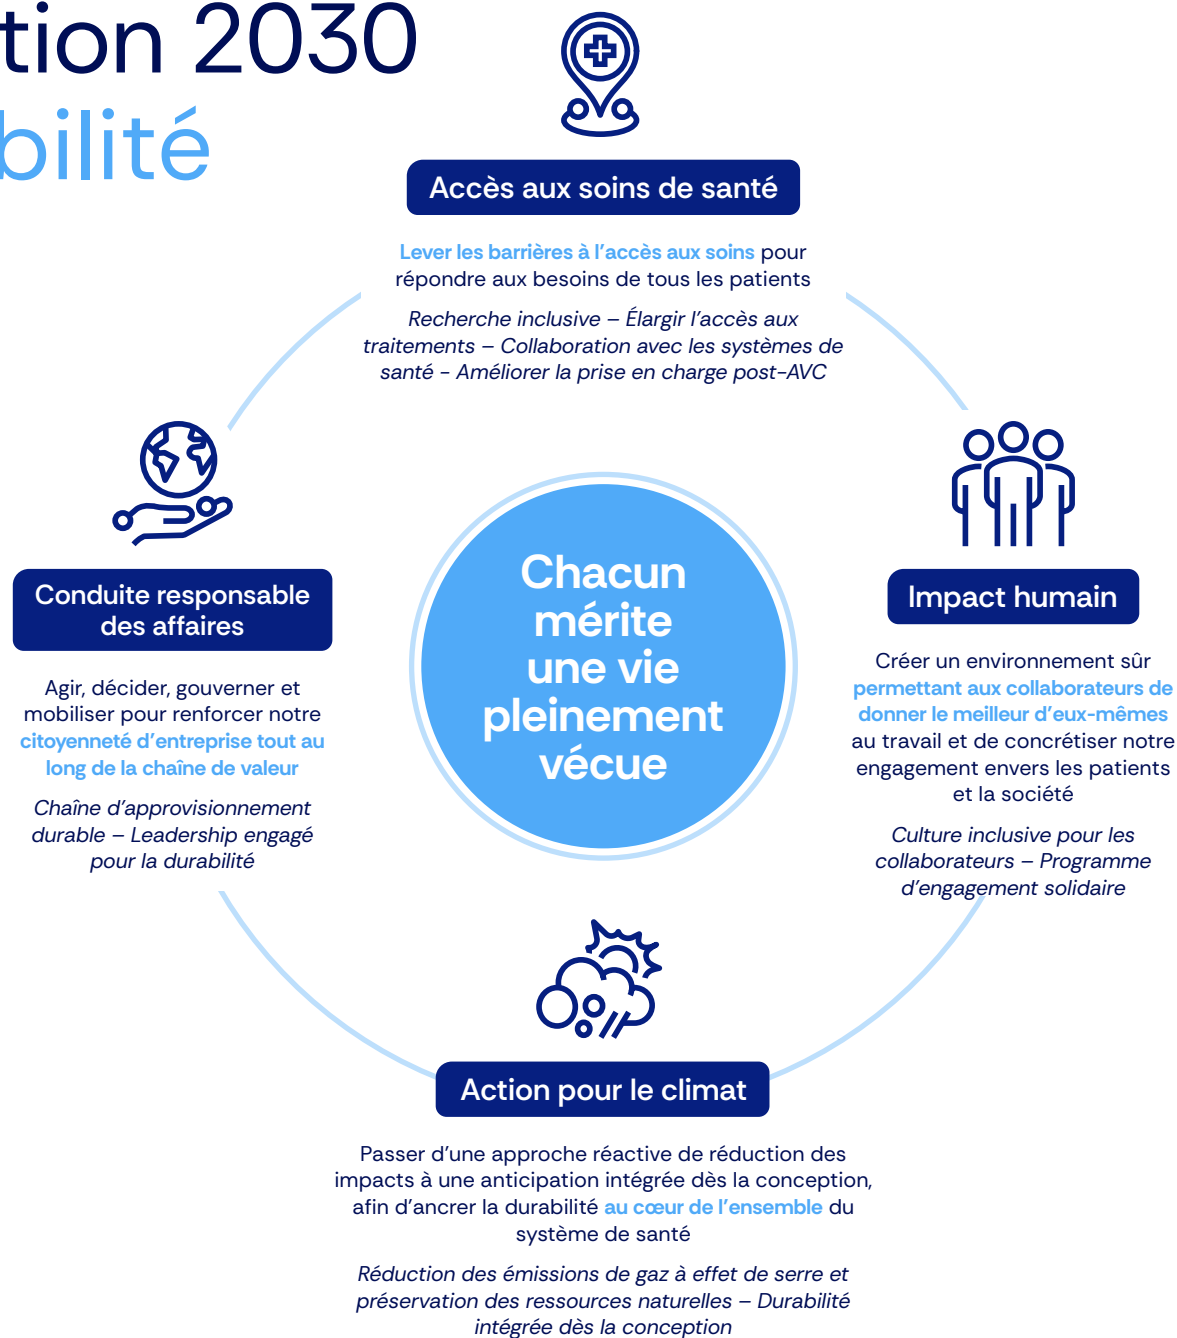 tion 2030
bilité
Accès aux soins de santé
Lever les barrières à l’accès aux soins pour
répondre aux besoins de tous les patients
Recherche inclusive – Élargir l’accès aux
traitements – Collaboration avec les systèmes de
santé - Améliorer la prise en charge post-AVC
Conduite responsable
des affaires
Agir, décider, gouverner et
mobiliser pour renforcer notre
citoyenneté d’entreprise tout au
long de la chaîne de valeur
Chaîne d’approvisionnement
durable – Leadership engagé
pour la durabilité
Chacun
mérite
une vie
pleinement
vécue
Impact humain
Créer un environnement sûr
permettant aux collaborateurs de
donner le meilleur d’eux-mêmes
au travail et de concrétiser notre
engagement envers les patients
et la société
Culture inclusive pour les
collaborateurs – Programme
d’engagement solidaire
Action pour le climat
Passer d’une approche réactive de réduction des
impacts à une anticipation intégrée dès la conception,
afin d’ancrer la durabilité au cœur de l’ensemble du
système de santé
Réduction des émissions de gaz à effet de serre et
préservation des ressources naturelles – Durabilité
intégrée dès la conception